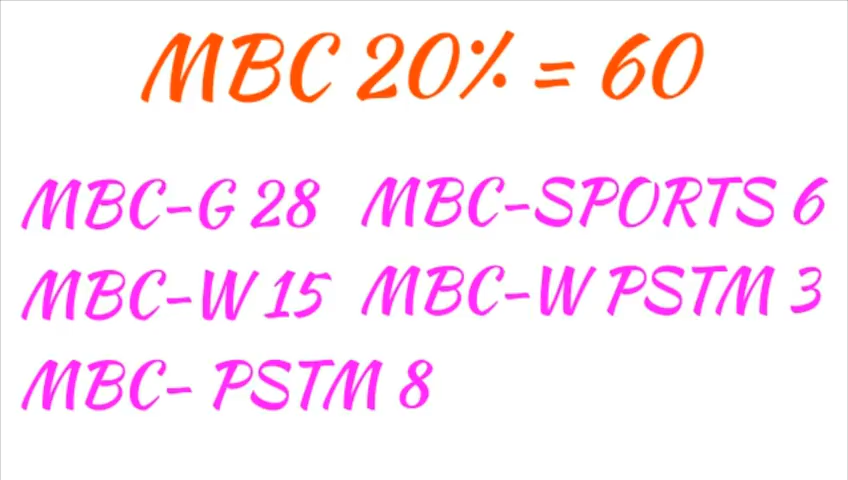 MBC 20% = 60
MBC-G 28 MBC-SPORTS 6
MBC-W 15 MBC-W PSTM 3
MBC- PSTM 8